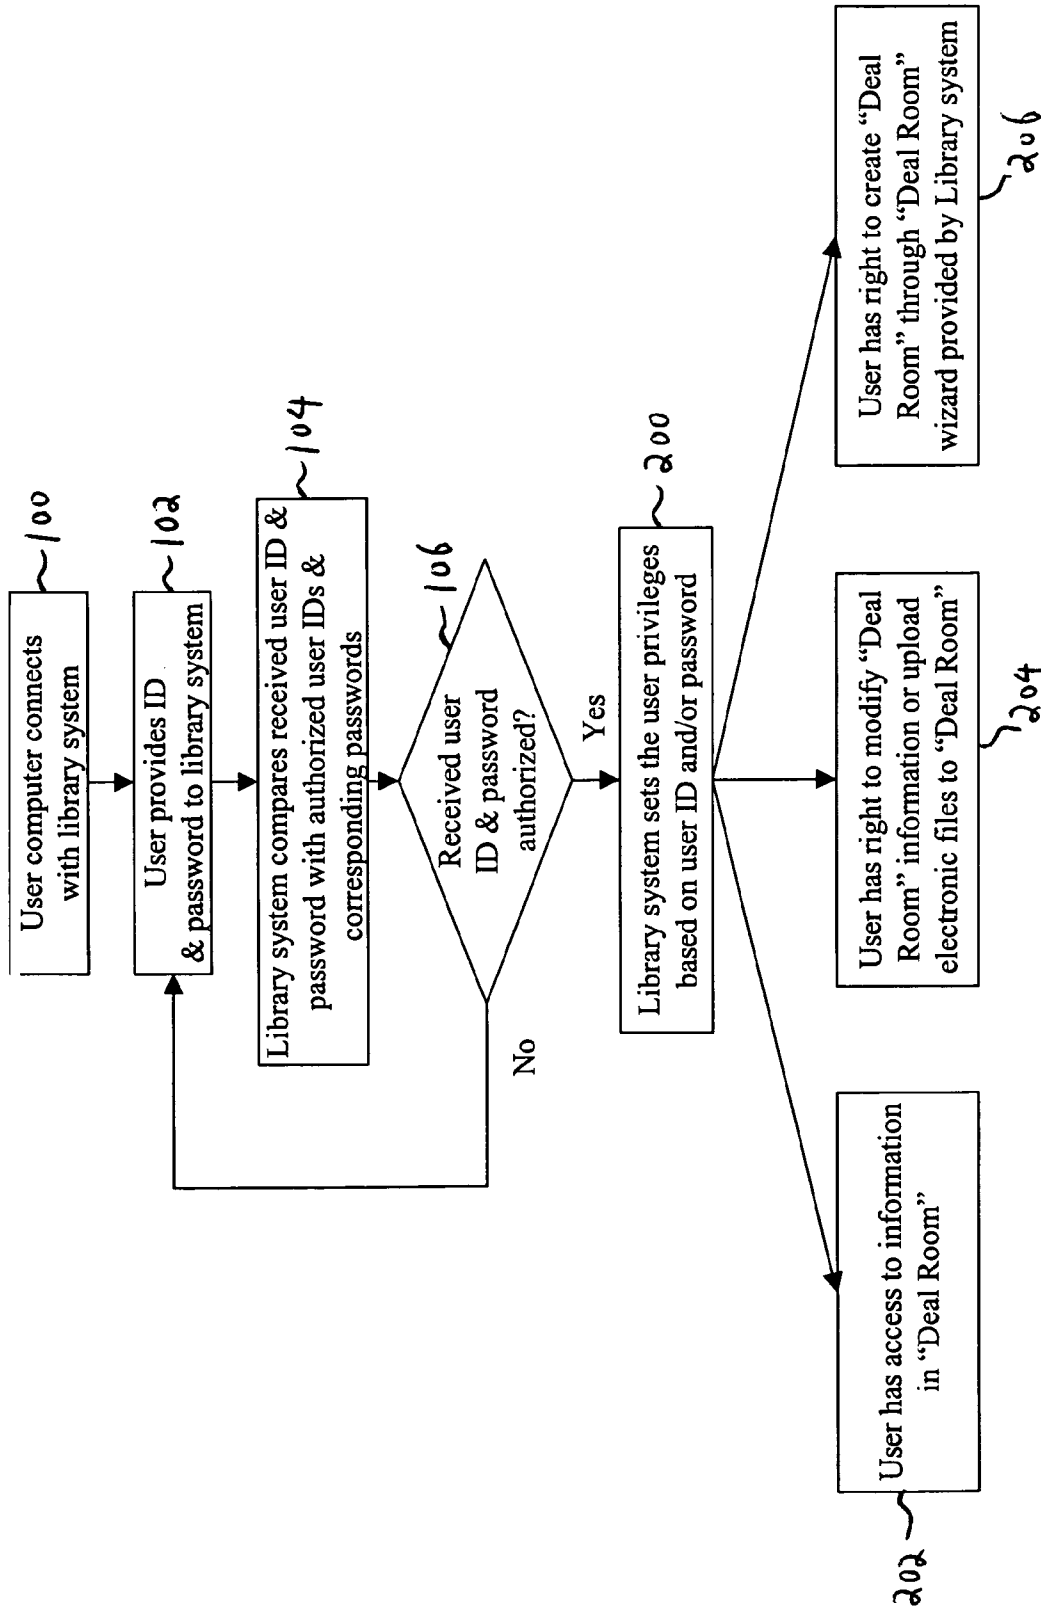 User computer connects
with library system
100
User provides ID
& password to library system
102
Library system compares received user ID &
password with authorized user IDs &
corresponding passwords
104
Received user
ID & password
authorized?
106
No
Yes
Library system sets the user privileges
based on user ID and/or password
200
User has access to information
in “Deal Room”
202
User has right to modify “Deal
Room” information or upload
electronic files to “Deal Room”
204
User has right to create “Deal
Room” through “Deal Room”
wizard provided by Library system
206